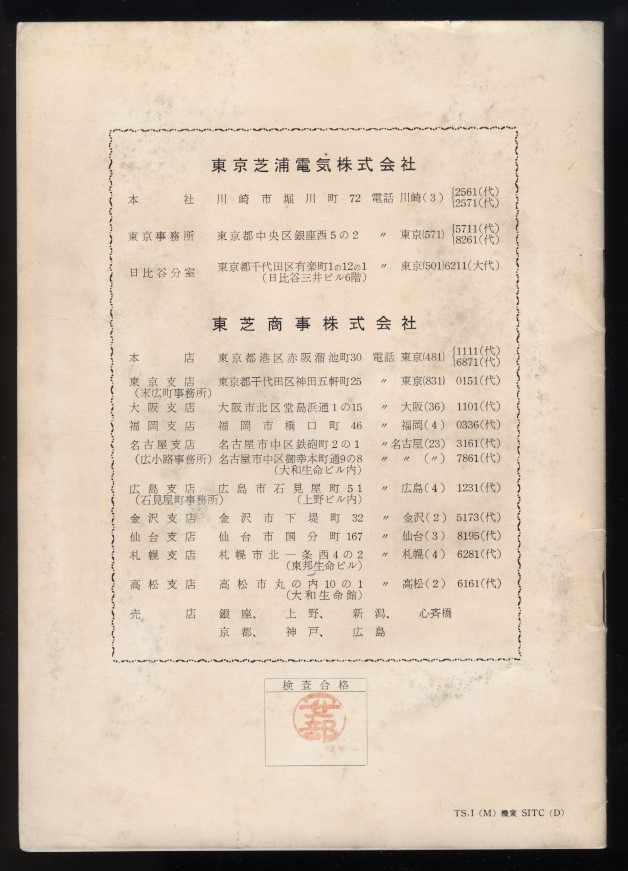 東京芝浦電気株式会社
本社 川崎市堀川町72 電話 川崎(3) {2561(代)
2571(代)
東京事務所 東京都中央区銀座西5の2 〃 東京(571) {5711(代)
8261(代)
日比谷分室 東京都千代田区有楽町1の12の1 〃 東京(501)6211(大代)
(日比谷三井ビル6階)
東芝商事株式会社
本店 東京都港区赤阪溜池町30 電話 東京(481) {1111(代)
6871(代)
東京支店 東京都千代田区神田五軒町25 〃 東京(831) 0151(代)
(末広町事務所)
大阪支店 大阪市北区堂島浜通1の15 〃 大阪(36) 1101(代)
福岡支店 福岡市橋口町46 〃 福岡(4) 0336(代)
名古屋支店 名古屋市中区鉄砲町2の1 〃 名古屋(23) 3161(代)
(広小路事務所) 名古屋市中区御幸本町通9の8 〃 〃 (〃) 7861(代)
(大和生命ビル内)
広島支店 広島市石見屋町51 〃 広島(4) 1231(代)
(石見屋町事務所) (上野ビル内)
金沢支店 金沢市下堤町32 〃 金沢(2) 5173(代)
仙台支店 仙台市国分町167 〃 仙台(3) 8195(代)
札幌支店 札幌市北一条西4の2 〃 札幌(4) 6281(代)
(東邦生命ビル)
高松支店 高松市丸の内10の1 〃 高松(2) 6161(代)
(大和生命館)
売店 銀座、 上野、 新潟、 心斉橋
京都、 神戸、 広島
検査合格
TS.I (M) 機実 SITC (D)